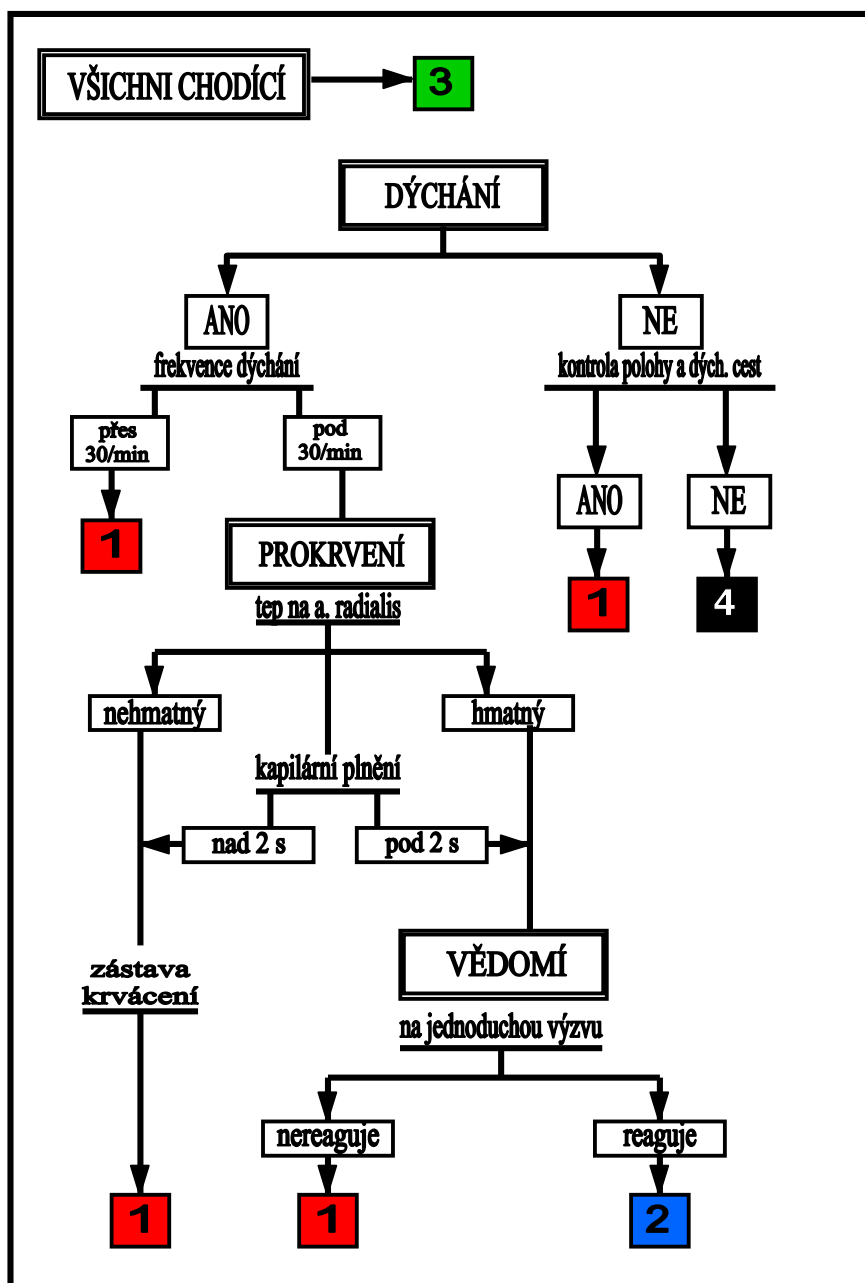 VŠICHNI CHODÍCÍ
3
DÝCHÁNÍ
ANO
NE
frekvence dýchání
kontrola polohy a dých. cest
přes
30/min
pod
30/min
ANO
NE
1
PROKRVENÍ
1
4
tep na a. radialis
nehmatný
hmatný
kapilární plnění
nad 2 s
pod 2 s
zástava
krvácení
VĚDOMÍ
na jednoduchou výzvu
nereaguje
reaguje
1
1
2